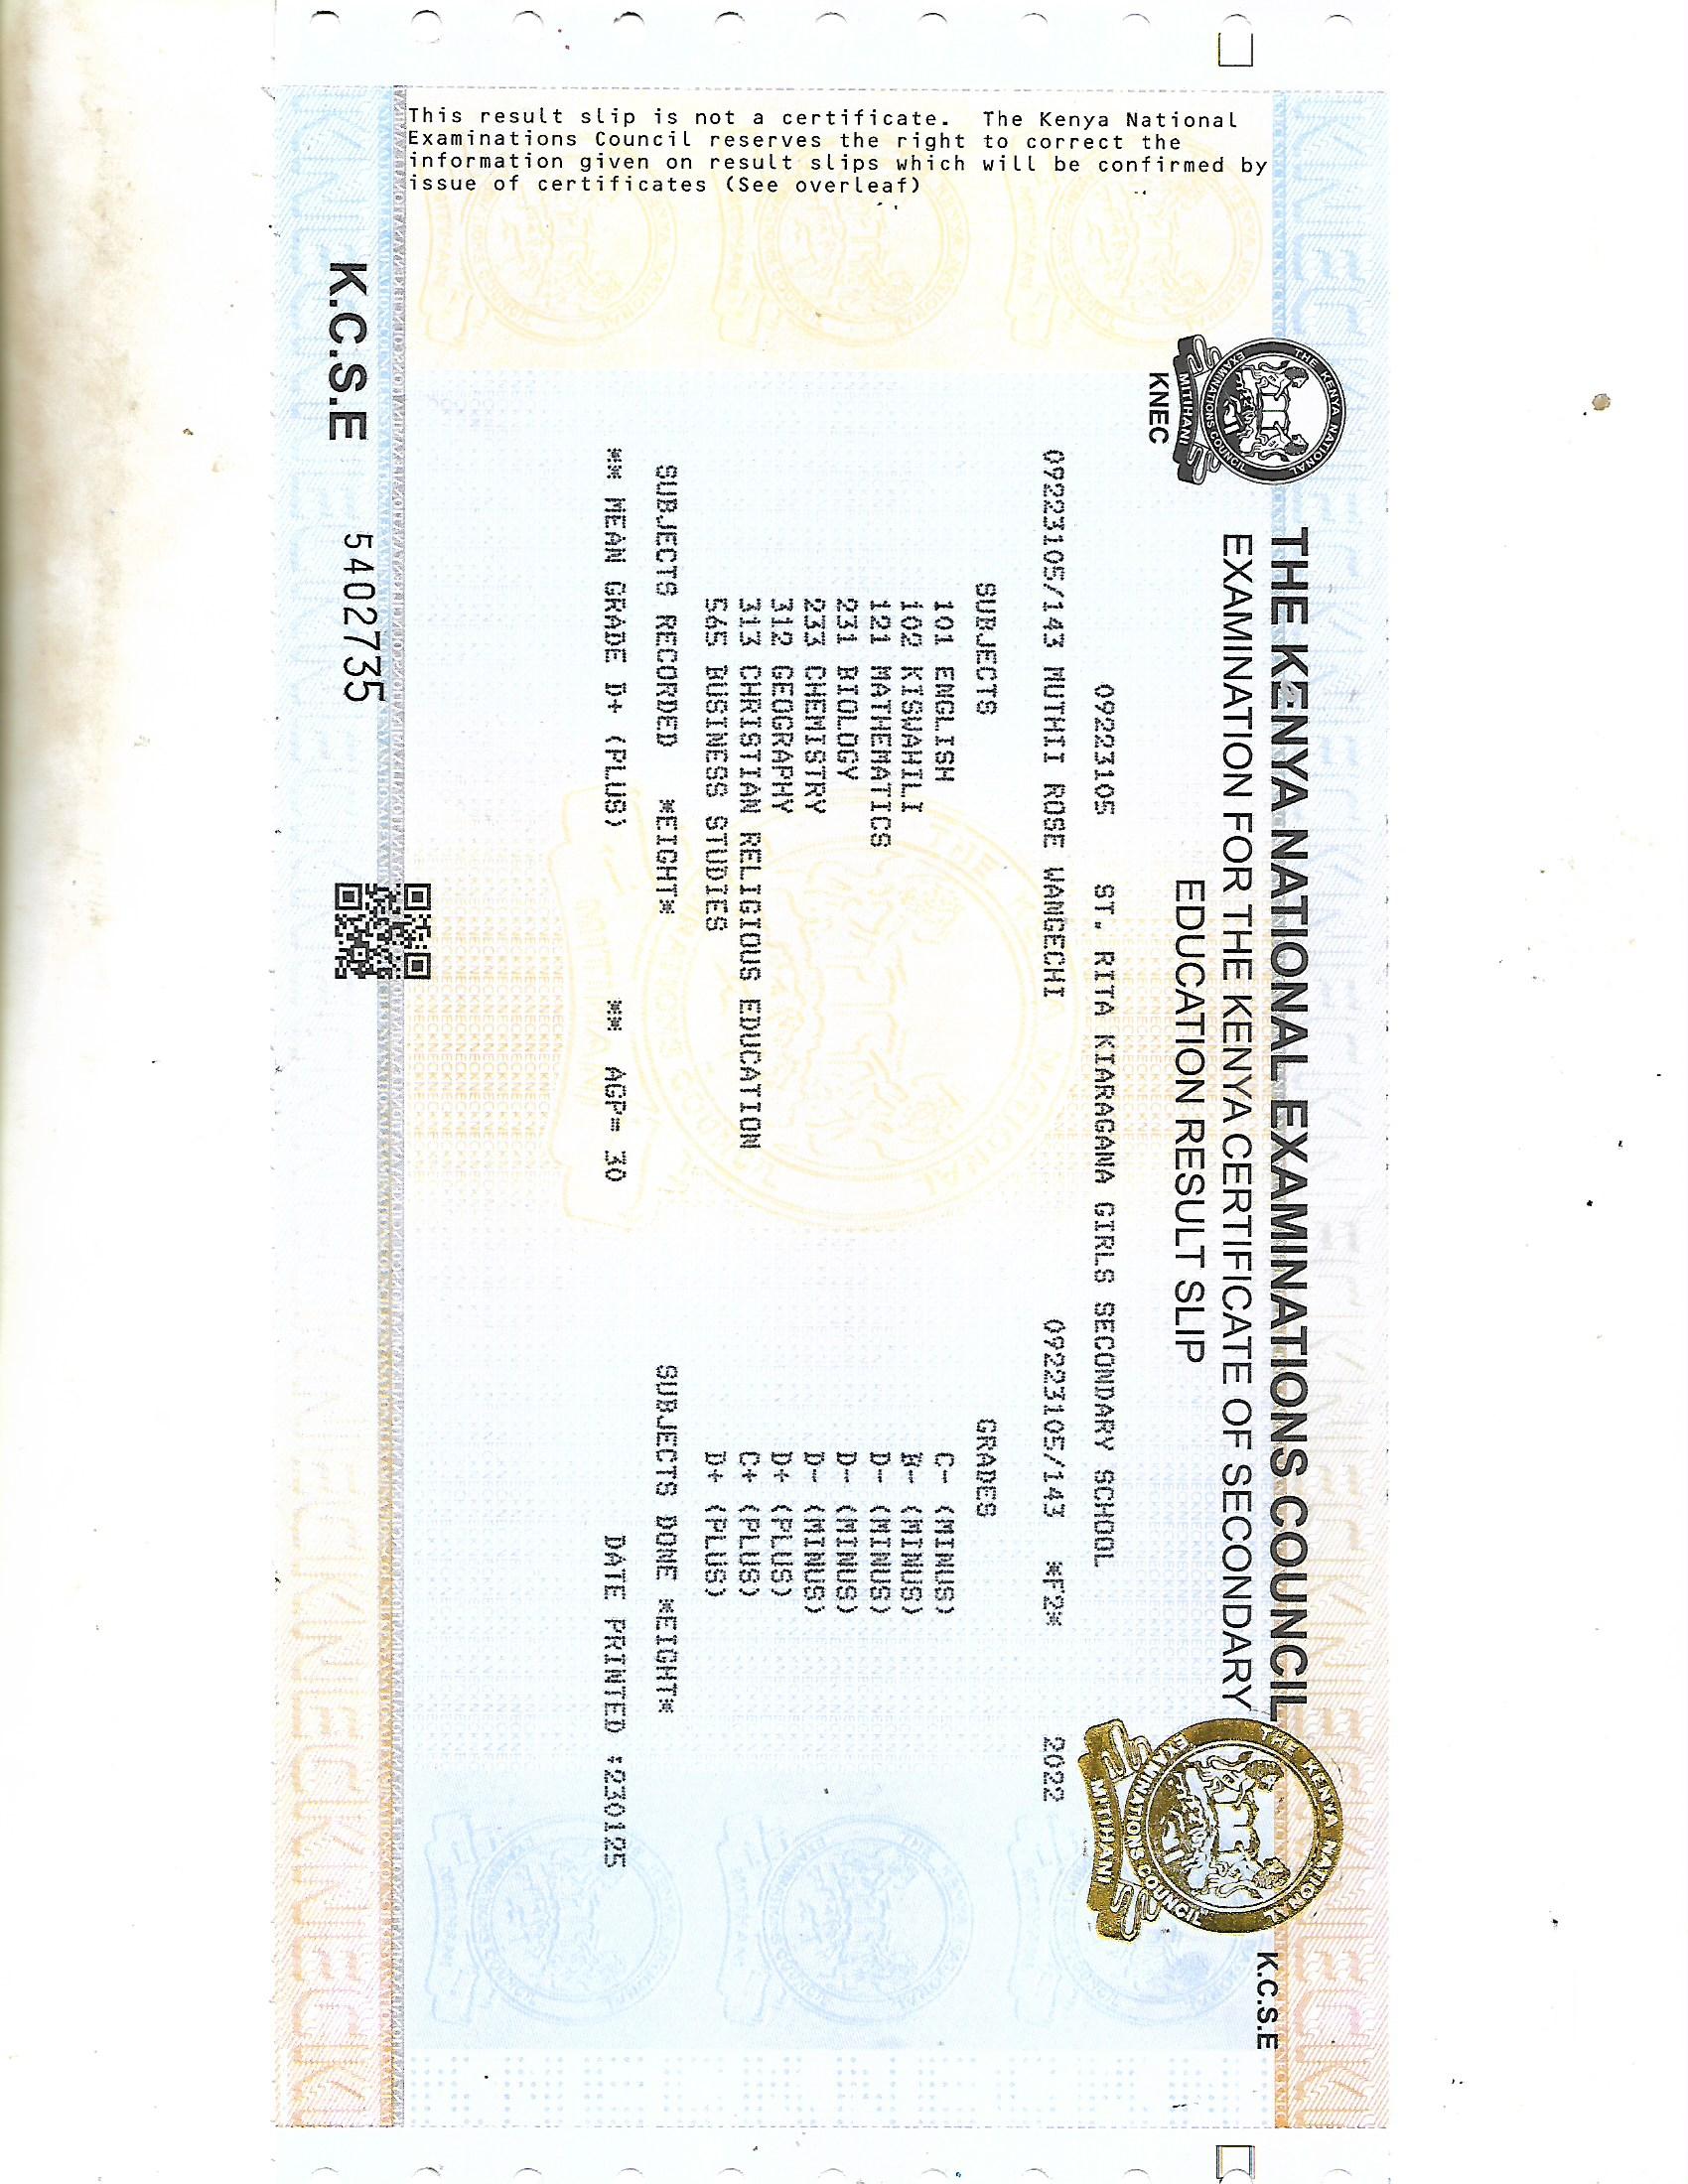 This result slip is not a certificate. The Kenya National
Examinations Council reserves the right to correct the
information given on result slips which will be confirmed by
issue of certificates (See overleaf)
THE KENYA NATIONAL EXAMINATIONS COUNCIL
EXAMINATION FOR THE KENYA CERTIFICATE OF SECONDARY
EDUCATION RESULT SLIP
THE KENYA NATIONAL EXAMINATIONS COUNCIL
MITIHANI
KNEC
THE KENYA NATIONAL EXAMINATIONS COUNCIL
MITIHANI
K.C.S.E
09223105 ST. RITA KIARAGANA GIRLS SECONDARY SCHOOL
09223105/143 MUTHII ROSE WANGECHI 09223105/143 *F2* 2022
SUBJECTS GRADES
101 ENGLISH C- (MINUS)
102 KISWAHILI B- (MINUS)
121 MATHEMATICS D- (MINUS)
231 BIOLOGY D- (MINUS)
233 CHEMISTRY D- (MINUS)
312 GEOGRAPHY D+ (PLUS)
313 CHRISTIAN RELIGIOUS EDUCATION C+ (PLUS)
565 BUSINESS STUDIES D+ (PLUS)
SUBJECTS RECORDED *EIGHT* SUBJECTS DONE *EIGHT*
** MEAN GRADE D+ (PLUS) ** AGP= 30 DATE PRINTED :230125
K.C.S.E 5402735